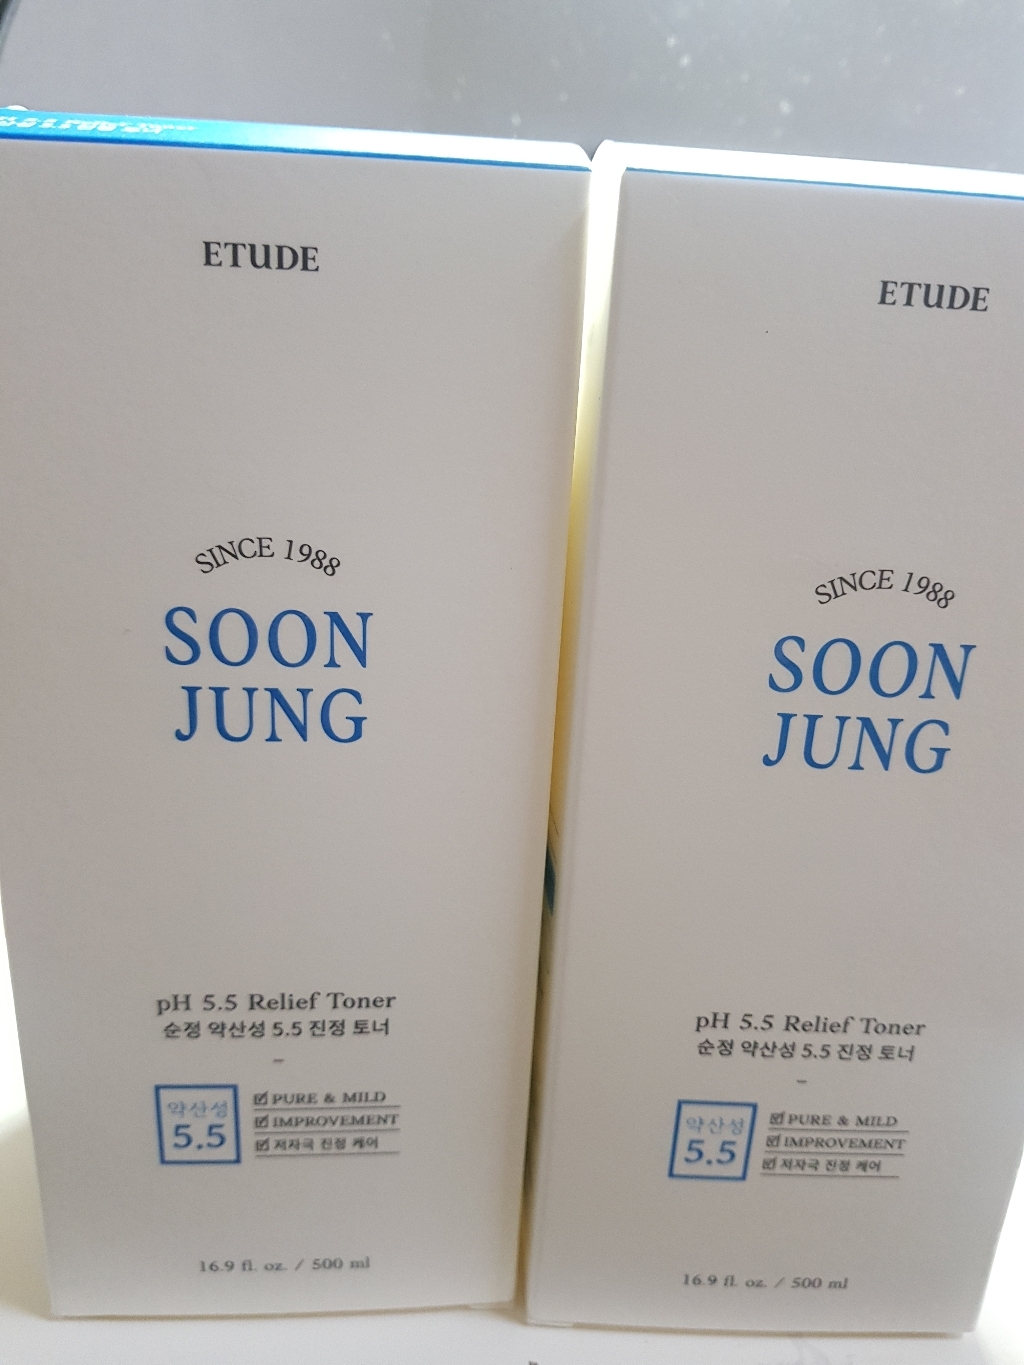 ETUDE
SINCE 1988
SOON
JUNG
pH 5.5 Relief Toner
순정 약산성 5.5 진정 토너
약산성
5.5
PURE & MILD
IMPROVEMENT
저자극 진정 케어
16.9 fl. oz. / 500 ml
ETUDE
SINCE 1988
SOON
JUNG
pH 5.5 Relief Toner
순정 약산성 5.5 진정 토너
약산성
5.5
PURE & MILD
IMPROVEMENT
저자극 진정 케어
16.9 fl. oz. / 500 ml